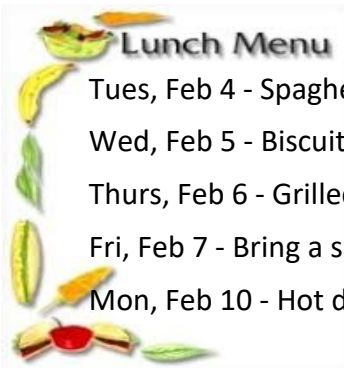 Lunch Menu
Tues, Feb 4 - Spaghe
Wed, Feb 5 - Biscuit
Thurs, Feb 6 - Grilled
Fri, Feb 7 - Bring a s
Mon, Feb 10 - Hot d